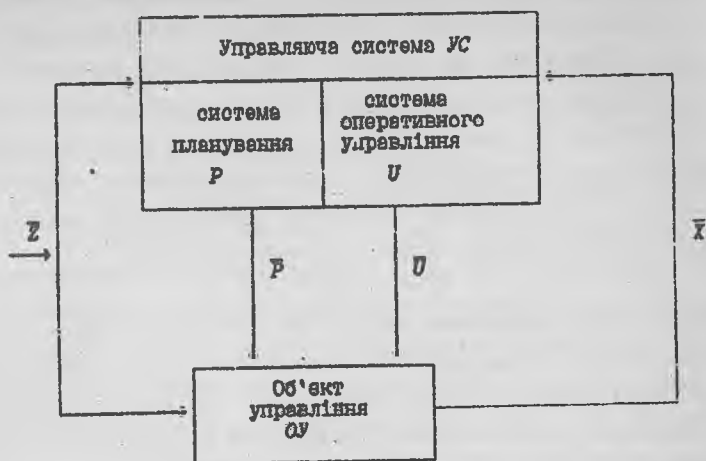 Управляюча система УС
система
планування
P
система
оперативного
управління
U
Z̅
P̅
U̅
X̅
Об'єкт
управління
ОУ